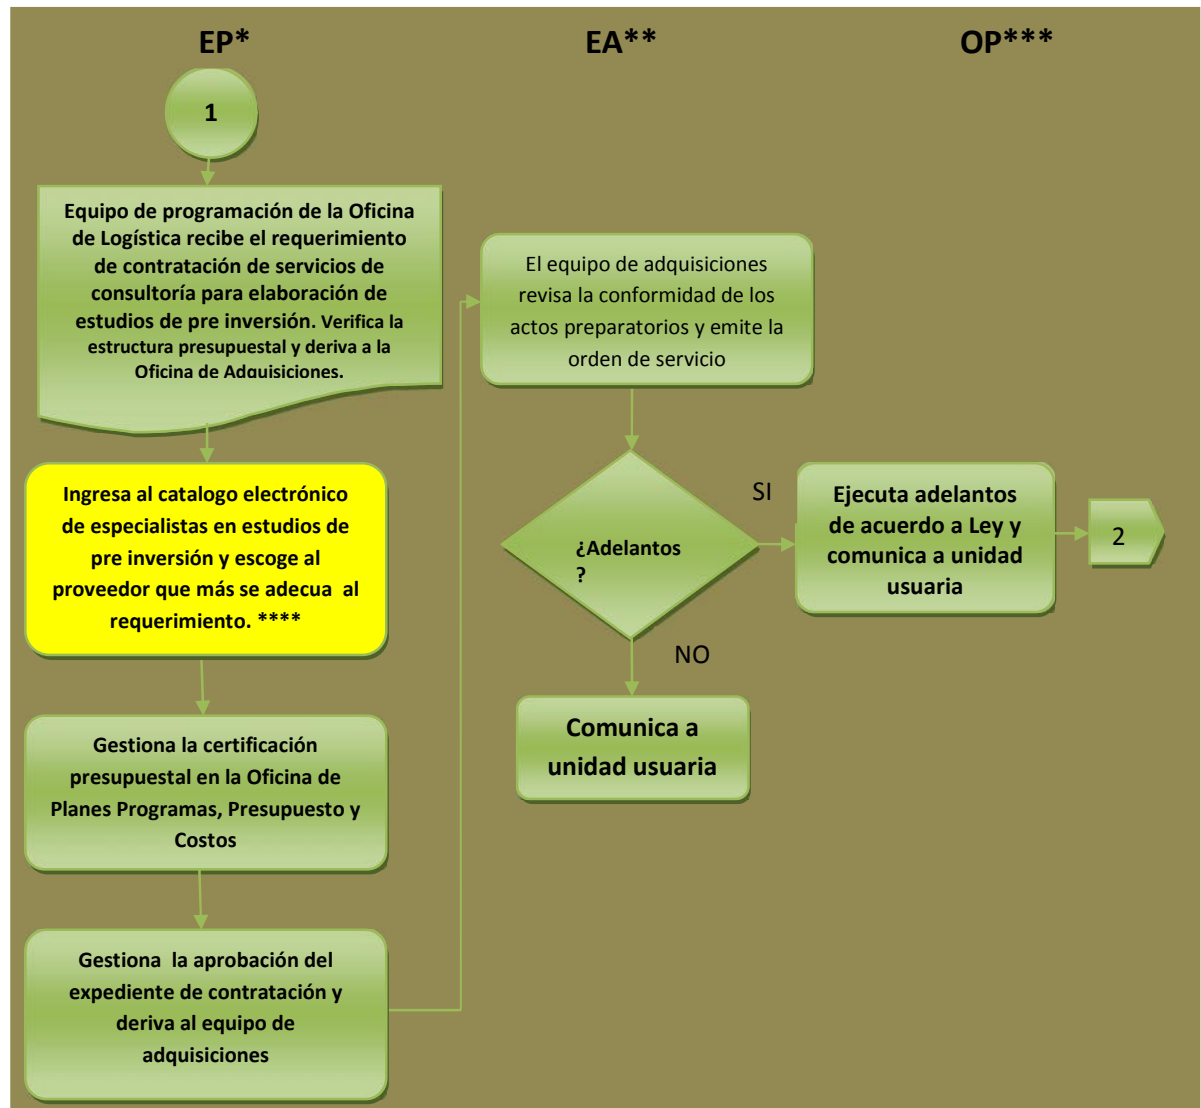 EP*
EA**
OP***
1
Equipo de programación de la Oficina
de Logística recibe el requerimiento
de contratación de servicios de
consultoría para elaboración de
estudios de pre inversión. Verifica la
estructura presupuestal y deriva a la
Oficina de Adquisiciones.
Ingresa al catalogo electrónico
de especialistas en estudios de
pre inversión y escoge al
proveedor que más se adecua al
requerimiento. ****
Gestiona la certificación
presupuestal en la Oficina de
Planes Programas, Presupuesto y
Costos
Gestiona la aprobación del
expediente de contratación y
deriva al equipo de
adquisiciones
El equipo de adquisiciones
revisa la conformidad de los
actos preparatorios y emite la
orden de servicio
¿Adelantos
?
SI
NO
Comunica a
unidad usuaria
Ejecuta adelantos
de acuerdo a Ley y
comunica a unidad
usuaria
2